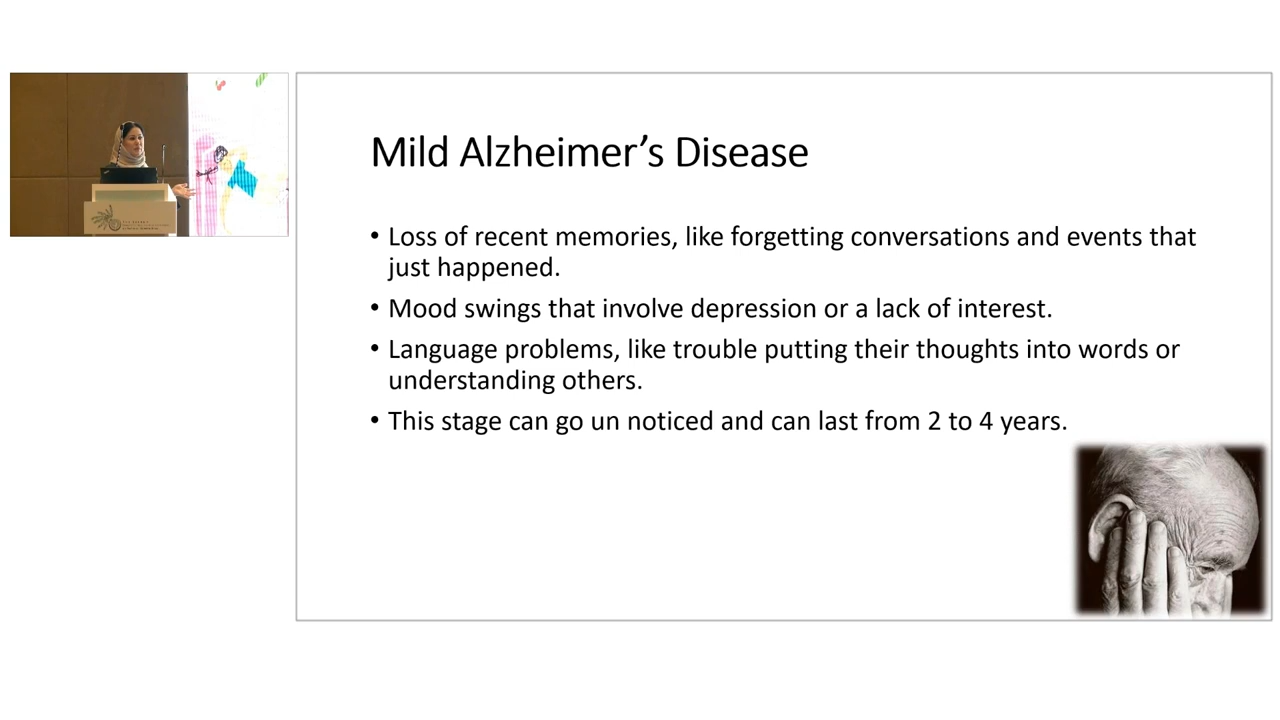 Mild Alzheimer’s Disease
• Loss of recent memories, like forgetting conversations and events that
just happened.
• Mood swings that involve depression or a lack of interest.
• Language problems, like trouble putting their thoughts into words or
understanding others.
• This stage can go un noticed and can last from 2 to 4 years.